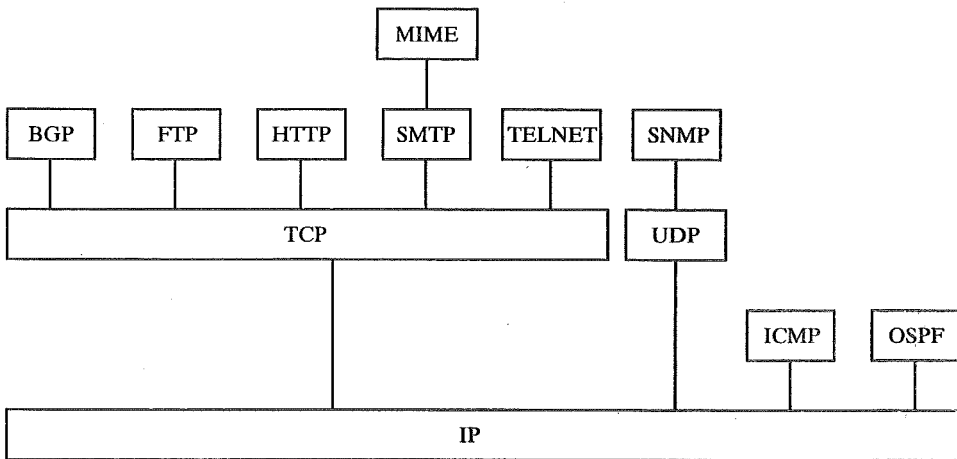 MIME
BGP FTP HTTP SMTP TELNET SNMP
TCP UDP
ICMP OSPF
IP